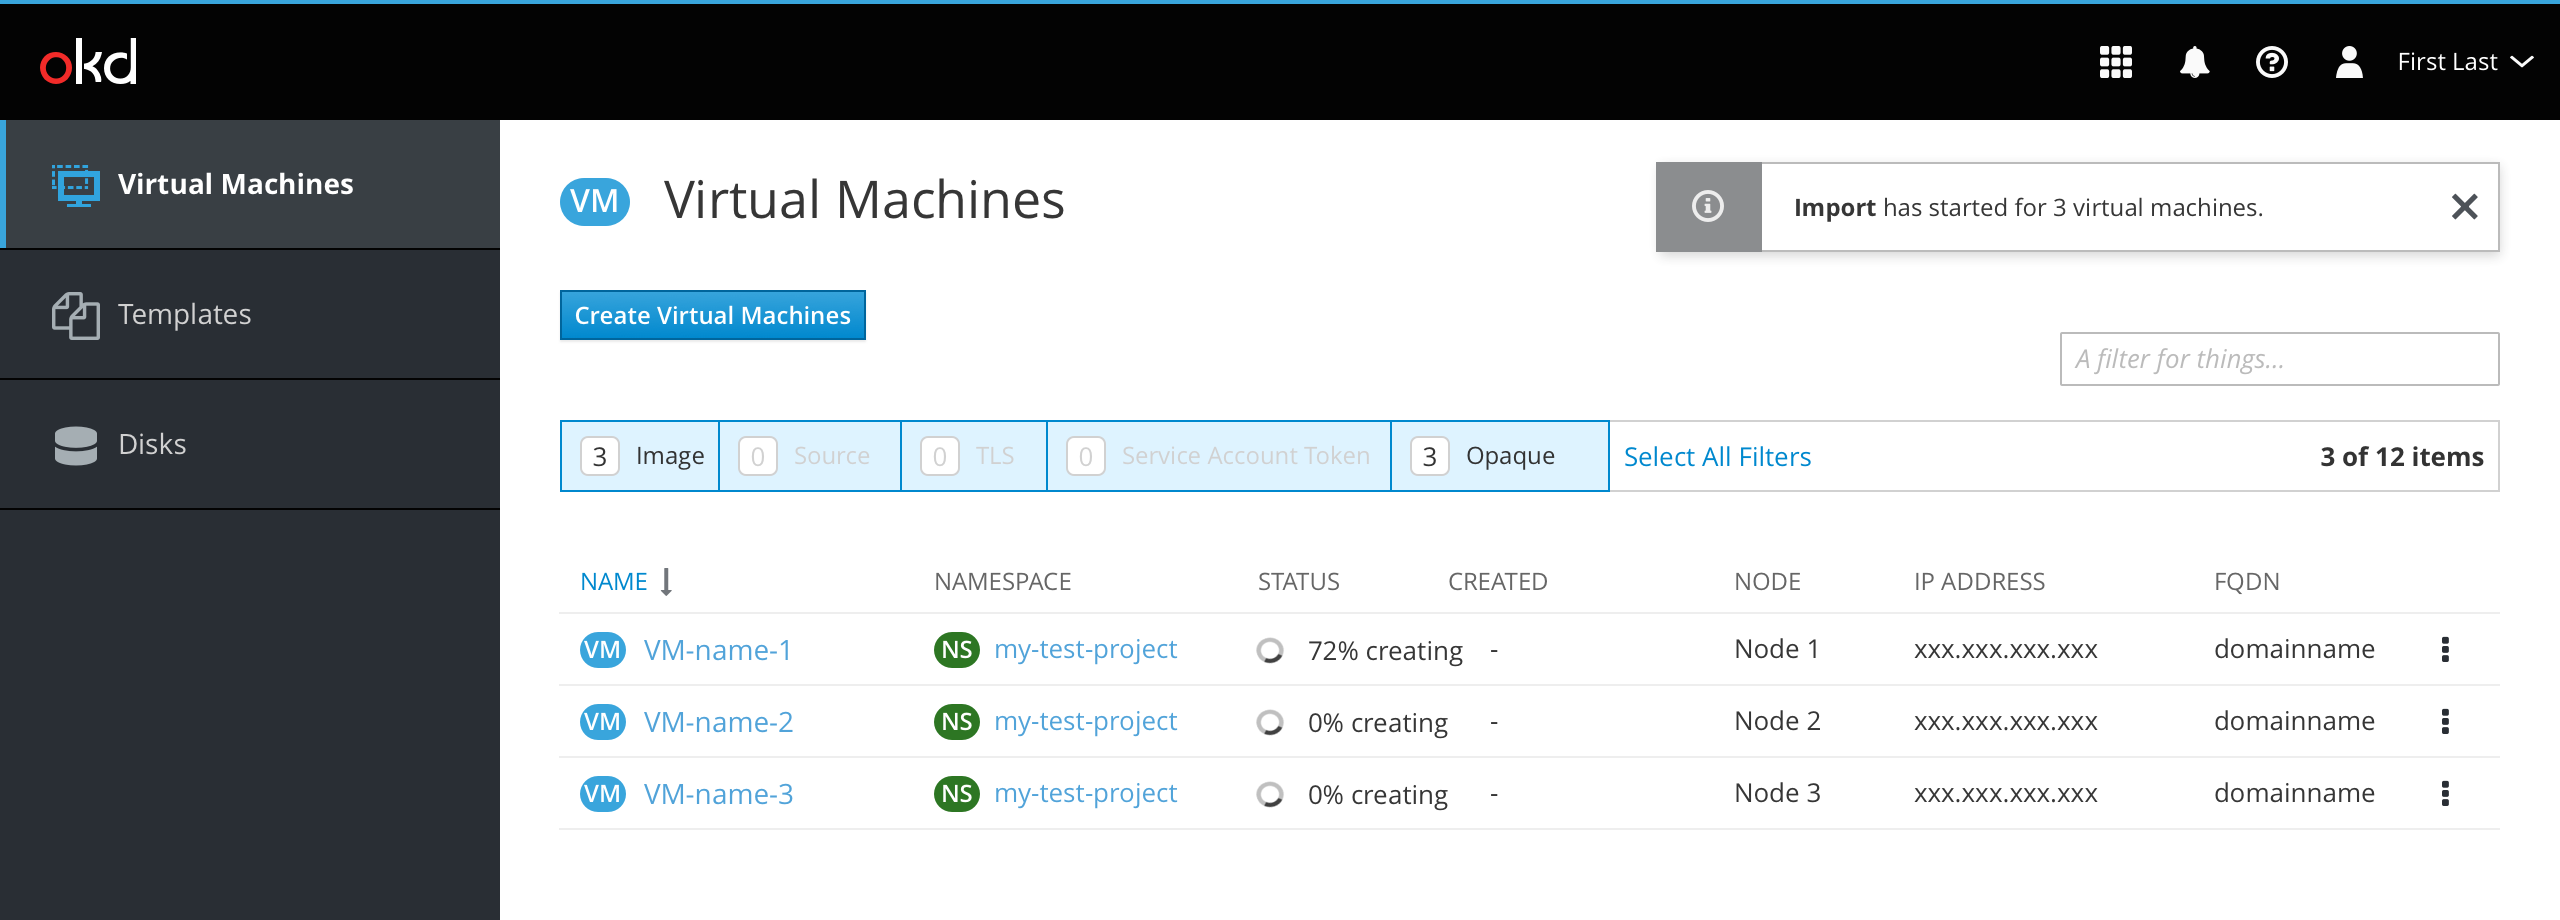 okd
First Last
Virtual Machines
Templates
Disks
VM Virtual Machines
Import has started for 3 virtual machines.
Create Virtual Machines
A filter for things...
3 Image 0 Source 0 TLS 0 Service Account Token 3 Opaque Select All Filters 3 of 12 items
NAME NAMESPACE STATUS CREATED NODE IP ADDRESS FQDN
VM VM-name-1 NS my-test-project 72% creating - Node 1 xxx.xxx.xxx.xxx domainname
VM VM-name-2 NS my-test-project 0% creating - Node 2 xxx.xxx.xxx.xxx domainname
VM VM-name-3 NS my-test-project 0% creating - Node 3 xxx.xxx.xxx.xxx domainname